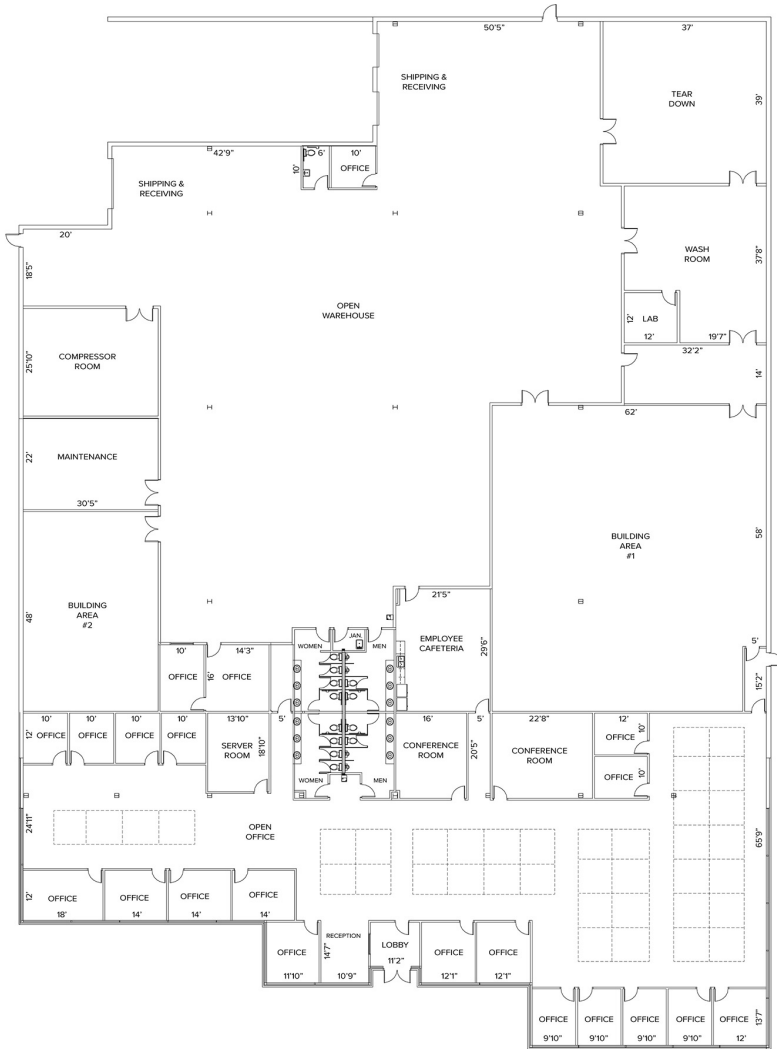 50'5"
37'
SHIPPING &
RECEIVING
TEAR
DOWN
39'
42'9"
6'
10'
10'
OFFICE
SHIPPING &
RECEIVING
20'
18'5"
WASH
ROOM
37'8"
OPEN
WAREHOUSE
12'
LAB
12'
19'7"
32'2"
14'
25'10"
COMPRESSOR
ROOM
62'
22'
MAINTENANCE
30'5"
BUILDING
AREA
#1
58'
48'
BUILDING
AREA
#2
21'5"
EMPLOYEE
CAFETERIA
29'6"
WOMEN
JAN.
MEN
5'
15'2"
10'
OFFICE
16'
14'3"
OFFICE
10'
10'
10'
10'
12'
OFFICE
OFFICE
OFFICE
OFFICE
13'10"
SERVER
ROOM
18'10"
5'
WOMEN
MEN
16'
CONFERENCE
ROOM
20'5"
5'
22'8"
CONFERENCE
ROOM
12'
OFFICE
10'
OFFICE
10'
24'11"
OPEN
OFFICE
65'9"
12'
OFFICE
18'
OFFICE
14'
OFFICE
14'
OFFICE
14'
OFFICE
11'10"
RECEPTION
14'7"
10'9"
LOBBY
11'2"
OFFICE
12'1"
OFFICE
12'1"
OFFICE
9'10"
OFFICE
9'10"
OFFICE
9'10"
OFFICE
9'10"
OFFICE
12'
13'7"